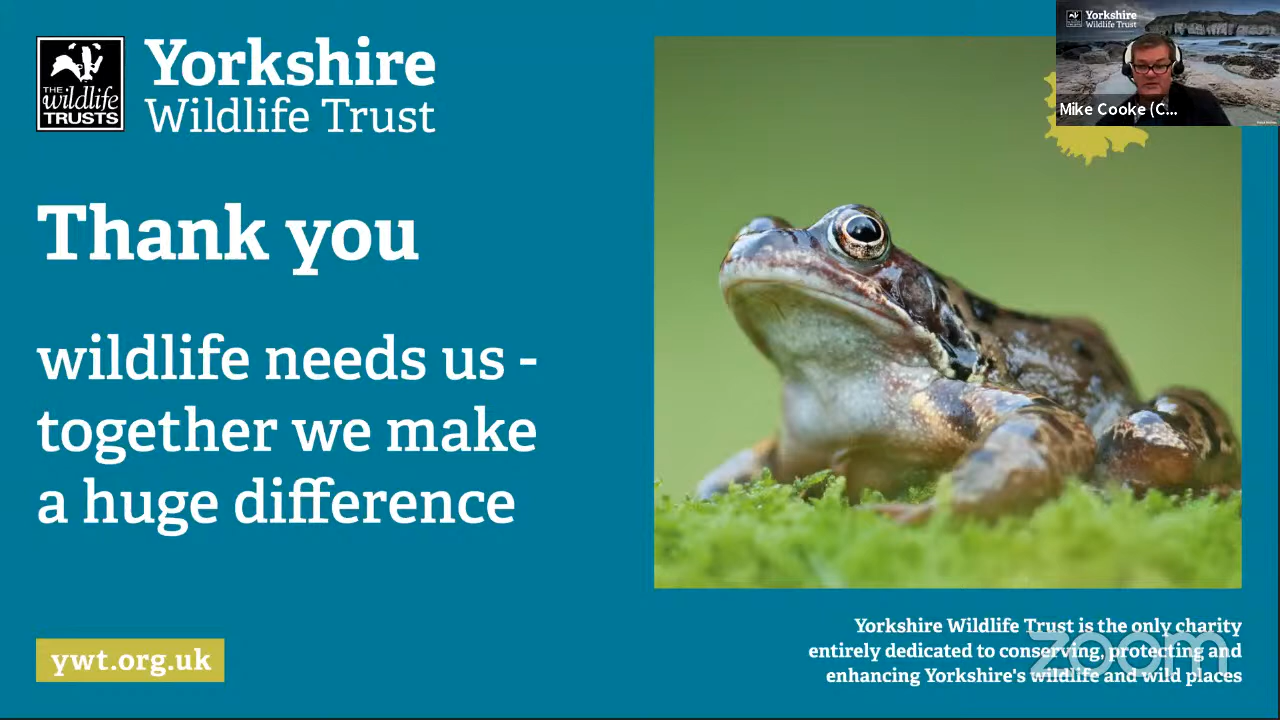 THE
wildlife
TRUSTS
Yorkshire
Wildlife Trust
Thank you
wildlife needs us -
together we make
a huge difference
ywt.org.uk
Yorkshire
Wildlife Trust
Mike Cooke (C...
Yorkshire Wildlife Trust is the only charity
entirely dedicated to conserving, protecting and
enhancing Yorkshire's wildlife and wild places
zoom